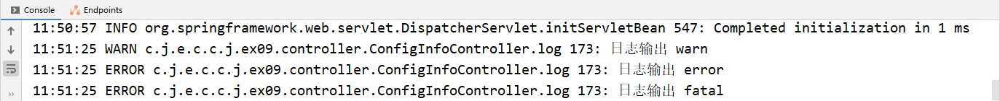 Console Endpoints
11:50:57 INFO org.springframework.web.servlet.DispatcherServlet.initServletBean 547: Completed initialization in 1 ms
11:51:25 WARN c.j.e.c.c.j.ex09.controller.ConfigInfoController.log 173: 日志输出 warn
11:51:25 ERROR c.j.e.c.c.j.ex09.controller.ConfigInfoController.log 173: 日志输出 error
11:51:25 ERROR c.j.e.c.c.j.ex09.controller.ConfigInfoController.log 173: 日志输出 fatal